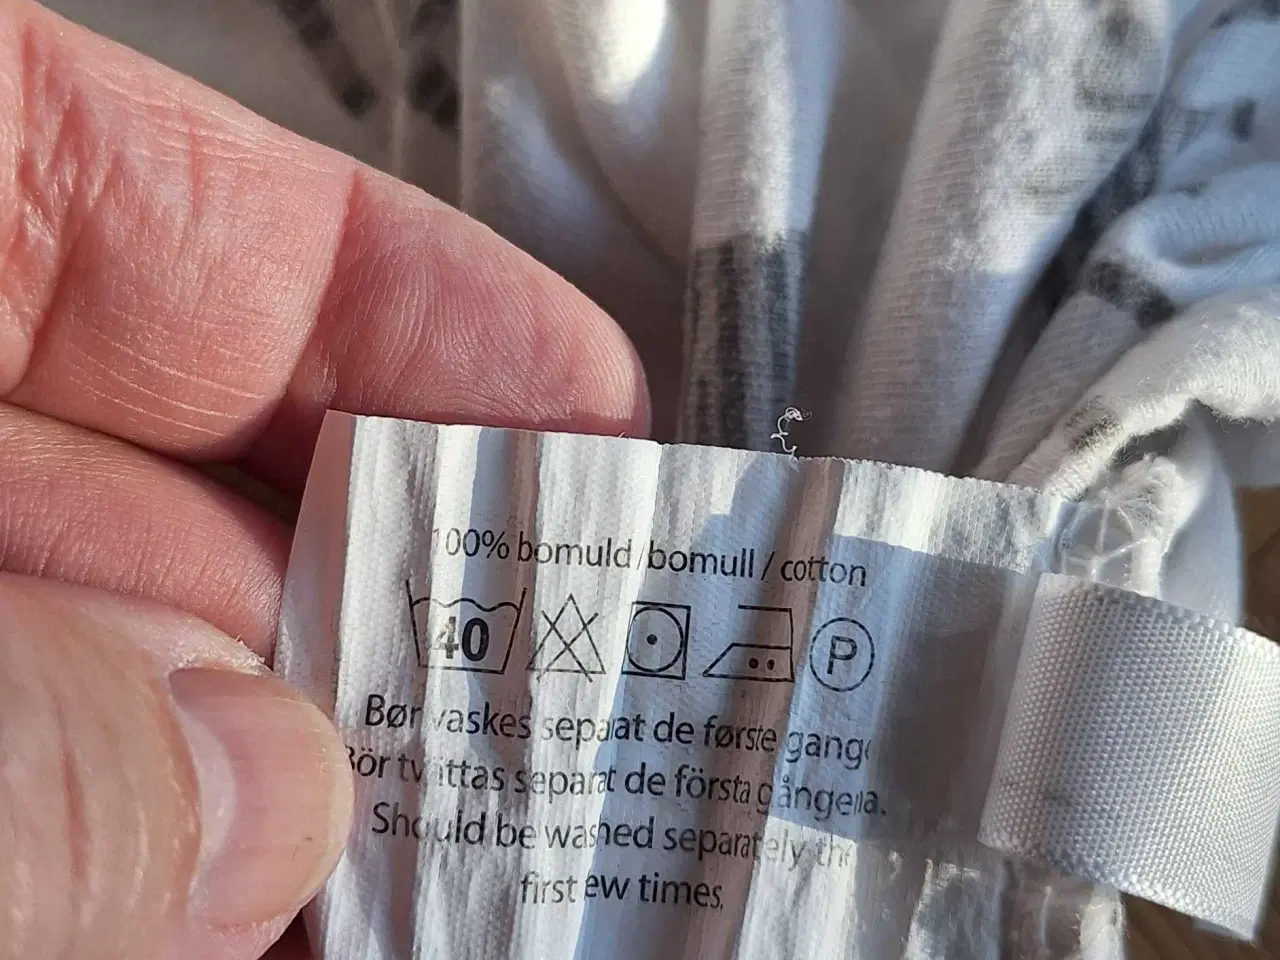 100% bomuld / bomull / cotton
40 P
Bør vaskes separat de første gange
Bör tvättas separat de första gångerna.
Should be washed separately the
first few times.